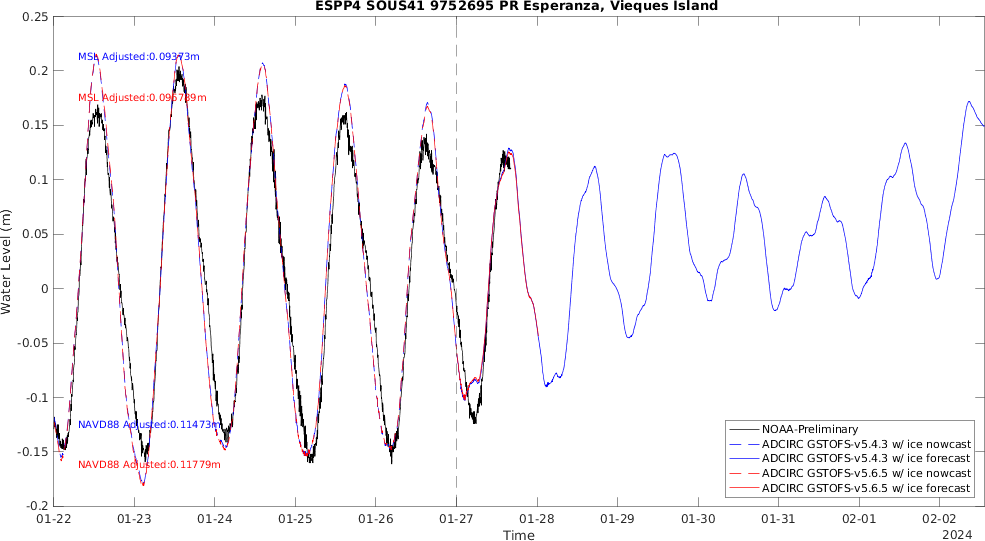 ESPP4 SOUS41 9752695 PR Esperanza, Vieques Island
0.25
0.2
0.15
0.1
0.05
0
-0.05
-0.1
-0.15
-0.2
Water Level (m)
MSL Adjusted:0.09373m
MSL Adjusted:0.096789m
NAVD88 Adjusted:0.11473m
NAVD88 Adjusted:0.11779m
NOAA-Preliminary
ADCIRC GSTOFS-v5.4.3 w/ ice nowcast
ADCIRC GSTOFS-v5.4.3 w/ ice forecast
ADCIRC GSTOFS-v5.6.5 w/ ice nowcast
ADCIRC GSTOFS-v5.6.5 w/ ice forecast
01-22 01-23 01-24 01-25 01-26 01-27 01-28 01-29 01-30 01-31 02-01 02-02
Time
2024